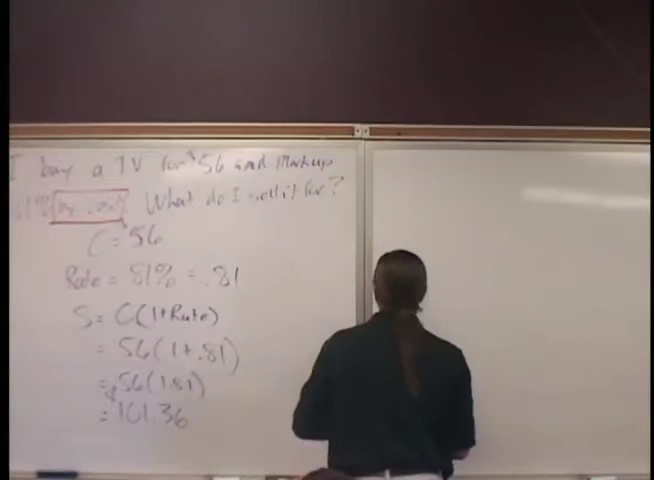 I buy a TV for $56 and Markup
81% What do I sell it for?
C = 56
Rate = 81% = .81
S = C(1+Rate)
= 56(1+.81)
= 56(1.81)
= 101.36